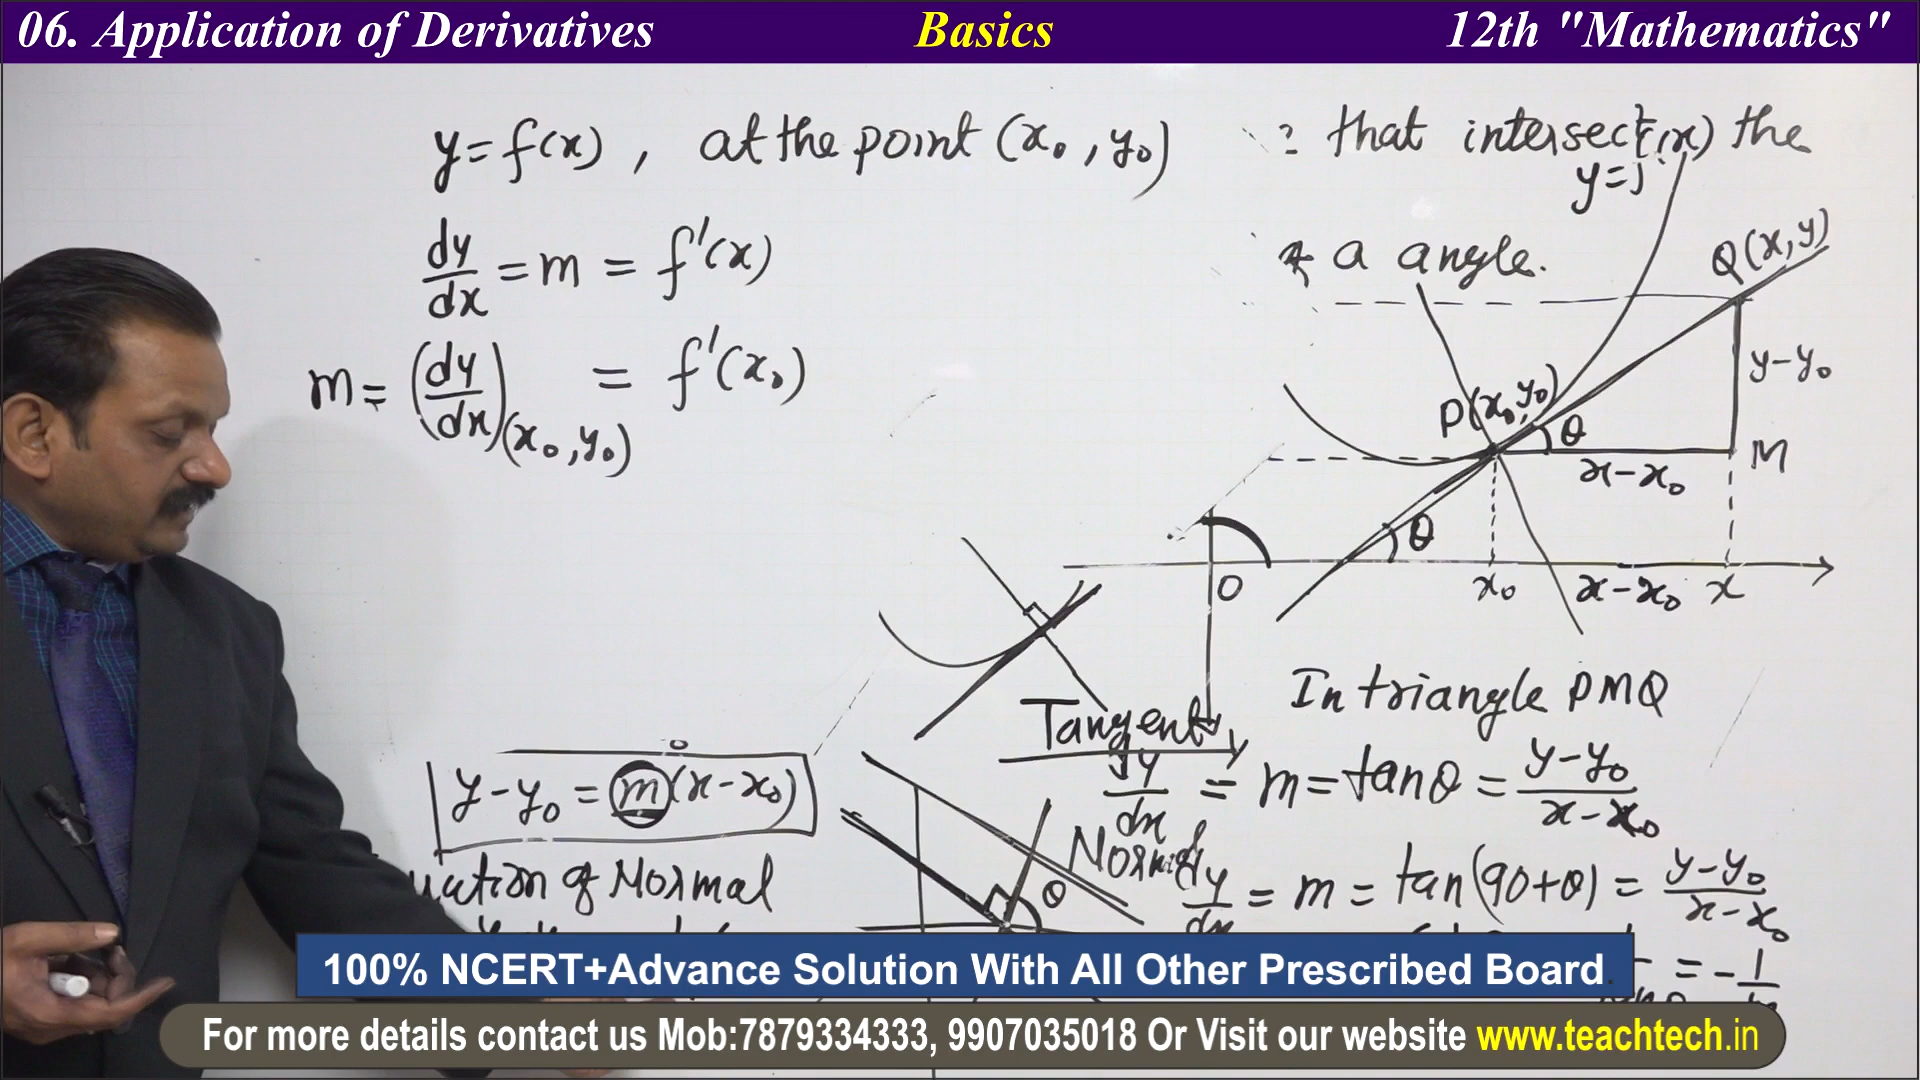 06. Application of Derivatives
Basics
12th "Mathematics"
y = f(x) , at the point (x₀ , y₀)
dy/dx = m = f'(x)
m = (dy/dx)(x₀ , y₀) = f'(x₀)
that intersect the
y = f(x)
a angle.
Q(x, y)
y-y₀
P(x₀, y₀)
θ
M
x-x₀
θ
O
x₀
x-x₀
x
In triangle PMQ
Tangent
dy/dx = m = tanθ = y-y₀/x-x₀
y-y₀ = m(x-x₀)
Normal
θ
dy/dx = m = tan(90+θ) = y-y₀/x-x₀
uation of Normal
= -1/m
100% NCERT+Advance Solution With All Other Prescribed Board.
For more details contact us Mob:7879334333, 9907035018 Or Visit our website www.teachtech.in